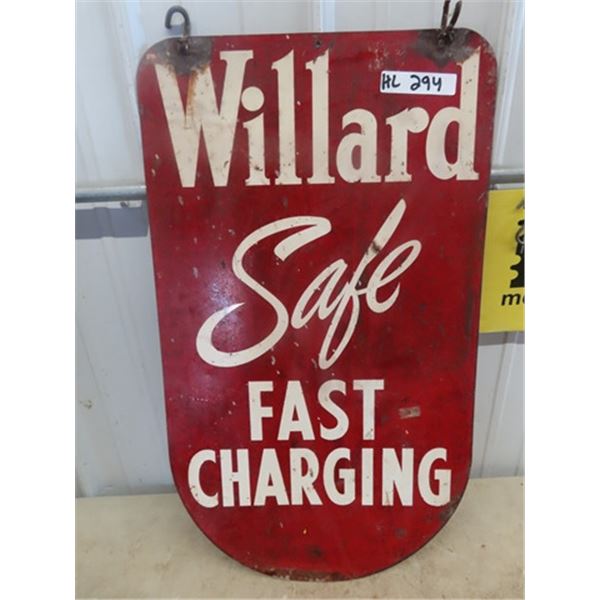 Willard
HL 294
Safe
FAST
CHARGING